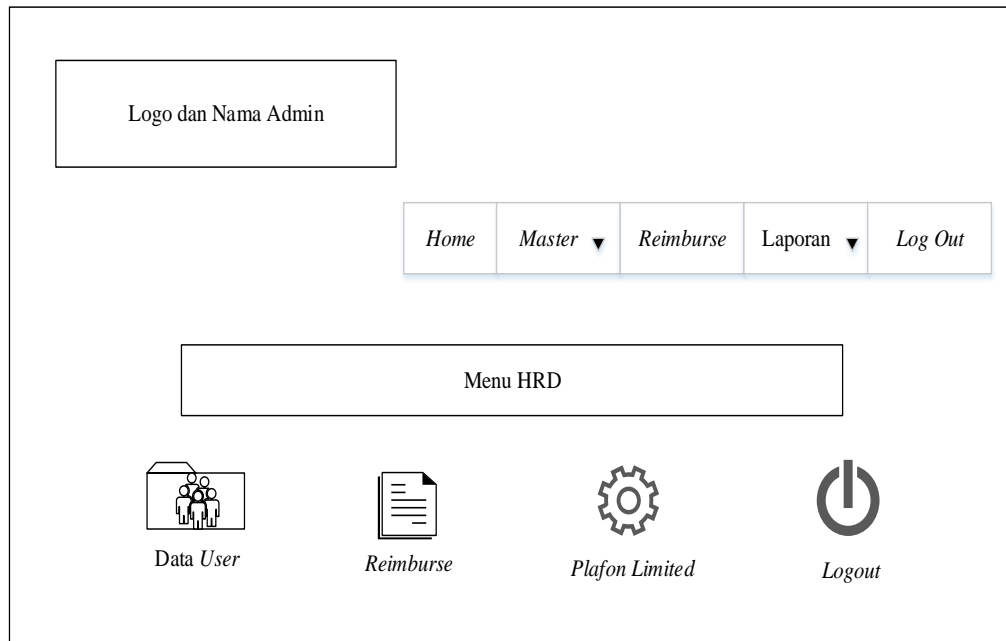 Logo dan Nama Admin
Home Master Reimburse Laporan Log Out
Menu HRD
Data User Reimburse Plafon Limited Logout